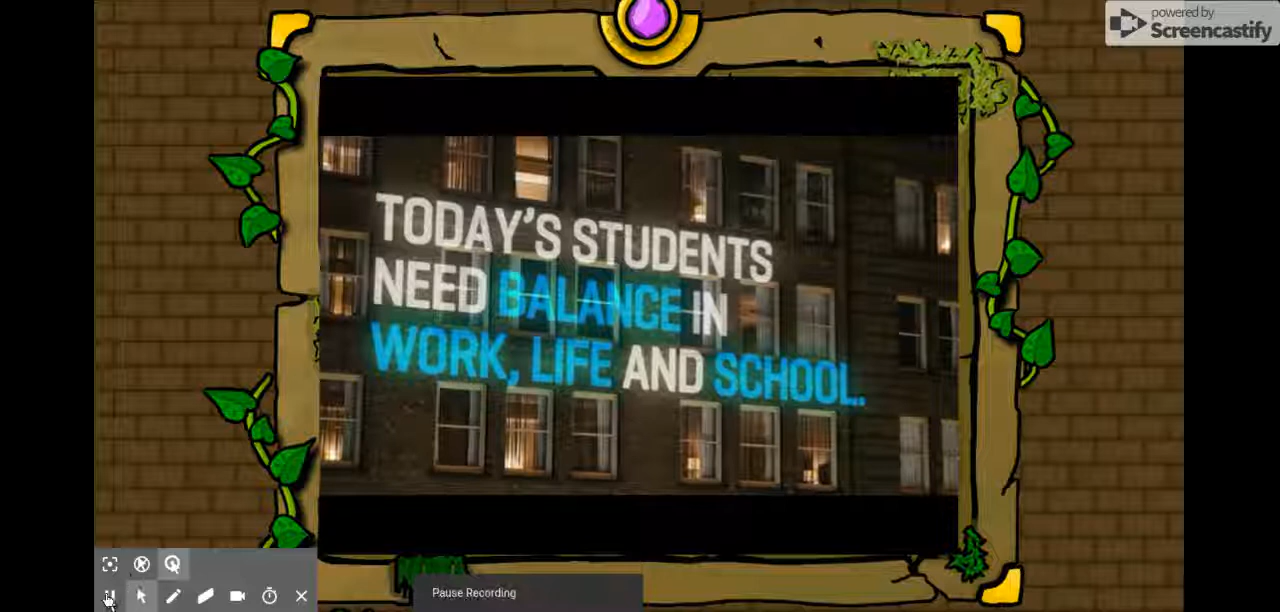 powered by
Screencastify
TODAY'S STUDENTS
NEED BALANCE IN
WORK, LIFE AND SCHOOL.
Pause Recording